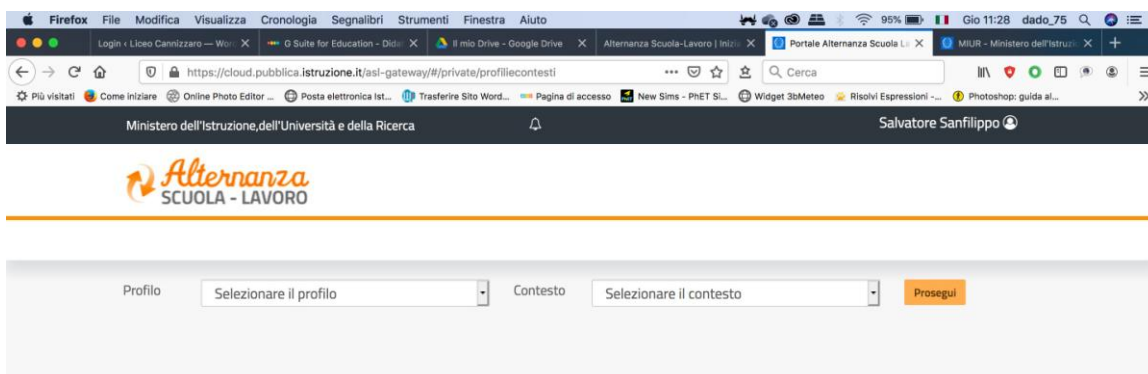 Firefox File Modifica Visualizza Cronologia Segnalibri Strumenti Finestra Aiuto 95% Gio 11:28 dado_75
Login ‹ Liceo Cannizzaro — Wor G Suite for Education - Dida Il mio Drive - Google Drive Alternanza Scuola-Lavoro | Inizi Portale Alternanza Scuola La MIUR - Ministero dell'Istruzio
https://cloud.pubblica.istruzione.it/asl-gateway/#/private/profiliecontesti Cerca
Più visitati Come iniziare Online Photo Editor ... Posta elettronica Ist... Trasferire Sito Word... Pagina di accesso New Sims - PhET Si... Widget 3bMeteo Risolvi Espressioni -... Photoshop: guida al...
Ministero dell'Istruzione,dell'Università e della Ricerca Salvatore Sanfilippo
Alternanza
SCUOLA - LAVORO
Profilo Selezionare il profilo Contesto Selezionare il contesto Prosegui